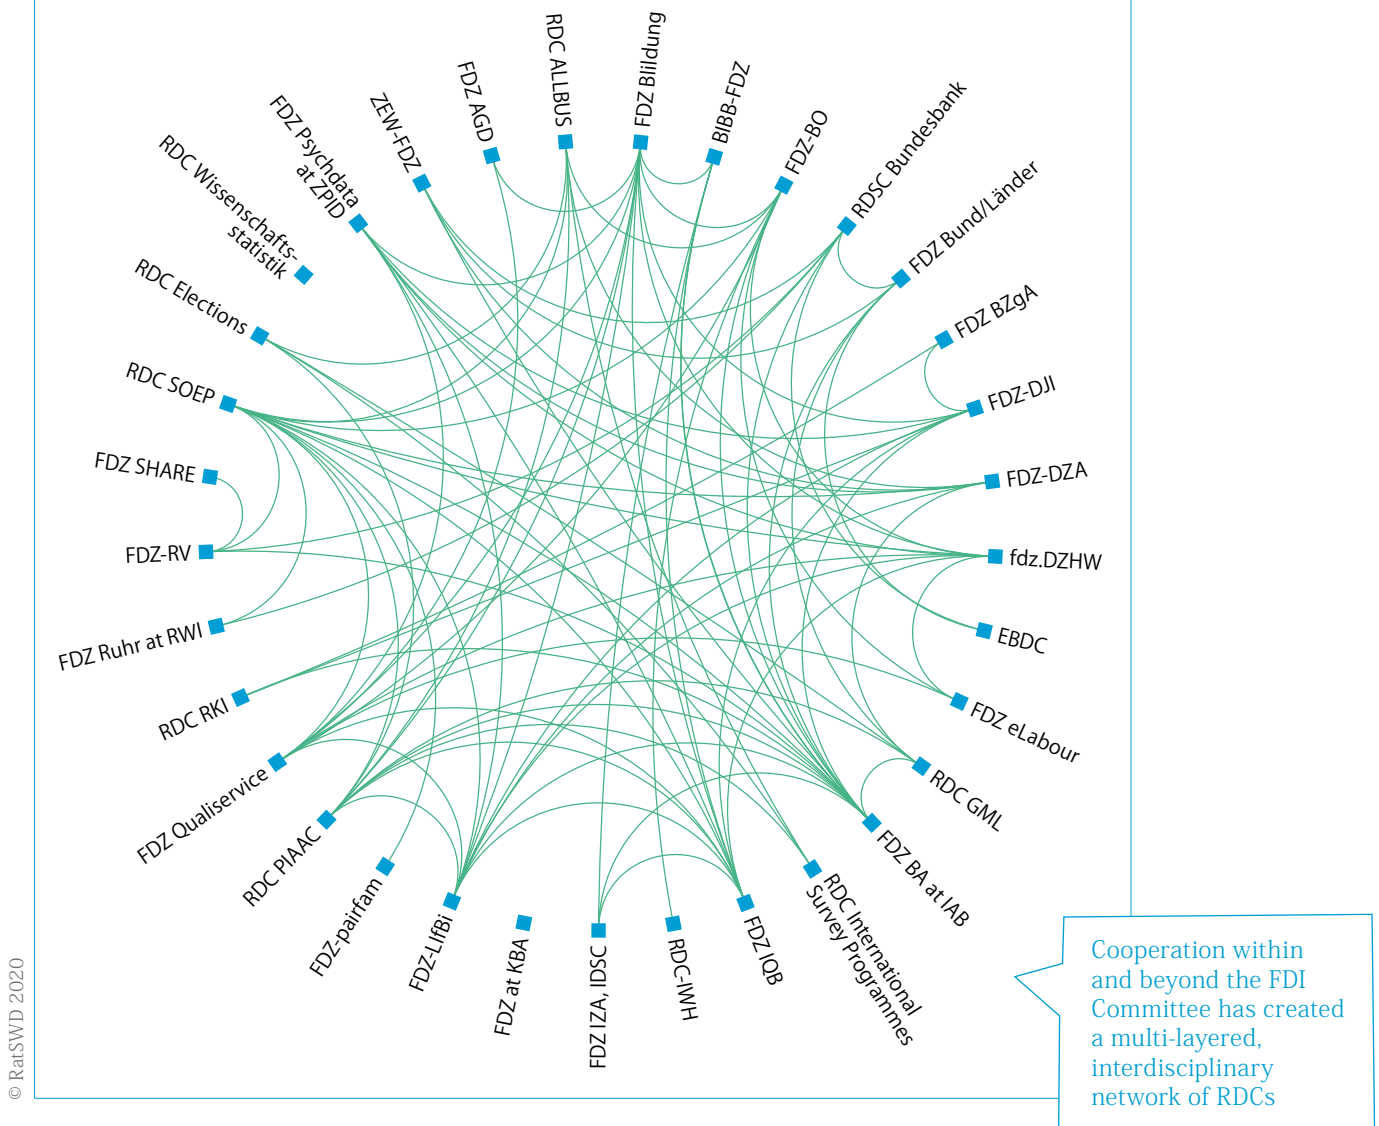 RDC ALLBUS
FDZ BIildung
BIBB-FDZ
FDZ-BO
RDSC Bundesbank
FDZ Bund/Länder
FDZ BZgA
FDZ-DJI
FDZ-DZA
fdz.DZHW
EBDC
FDZ eLabour
RDC GML
FDZ BA at IAB
RDC International
Survey Programmes
FDZ IQB
RDC-IWH
FDZ IZA, IDSC
FDZ at KBA
FDZ-LIfBi
FDZ-pairfam
RDC PIAAC
FDZ Qualiservice
RDC RKI
FDZ Ruhr at RWI
FDZ-RV
FDZ SHARE
RDC SOEP
RDC Elections
RDC Wissenschafts-
statistik
FDZ Psychdata
at ZPID
ZEW-FDZ
FDZ AGD
Cooperation within
and beyond the FDI
Committee has created
a multi-layered,
interdisciplinary
network of RDCs
© RatSWD 2020